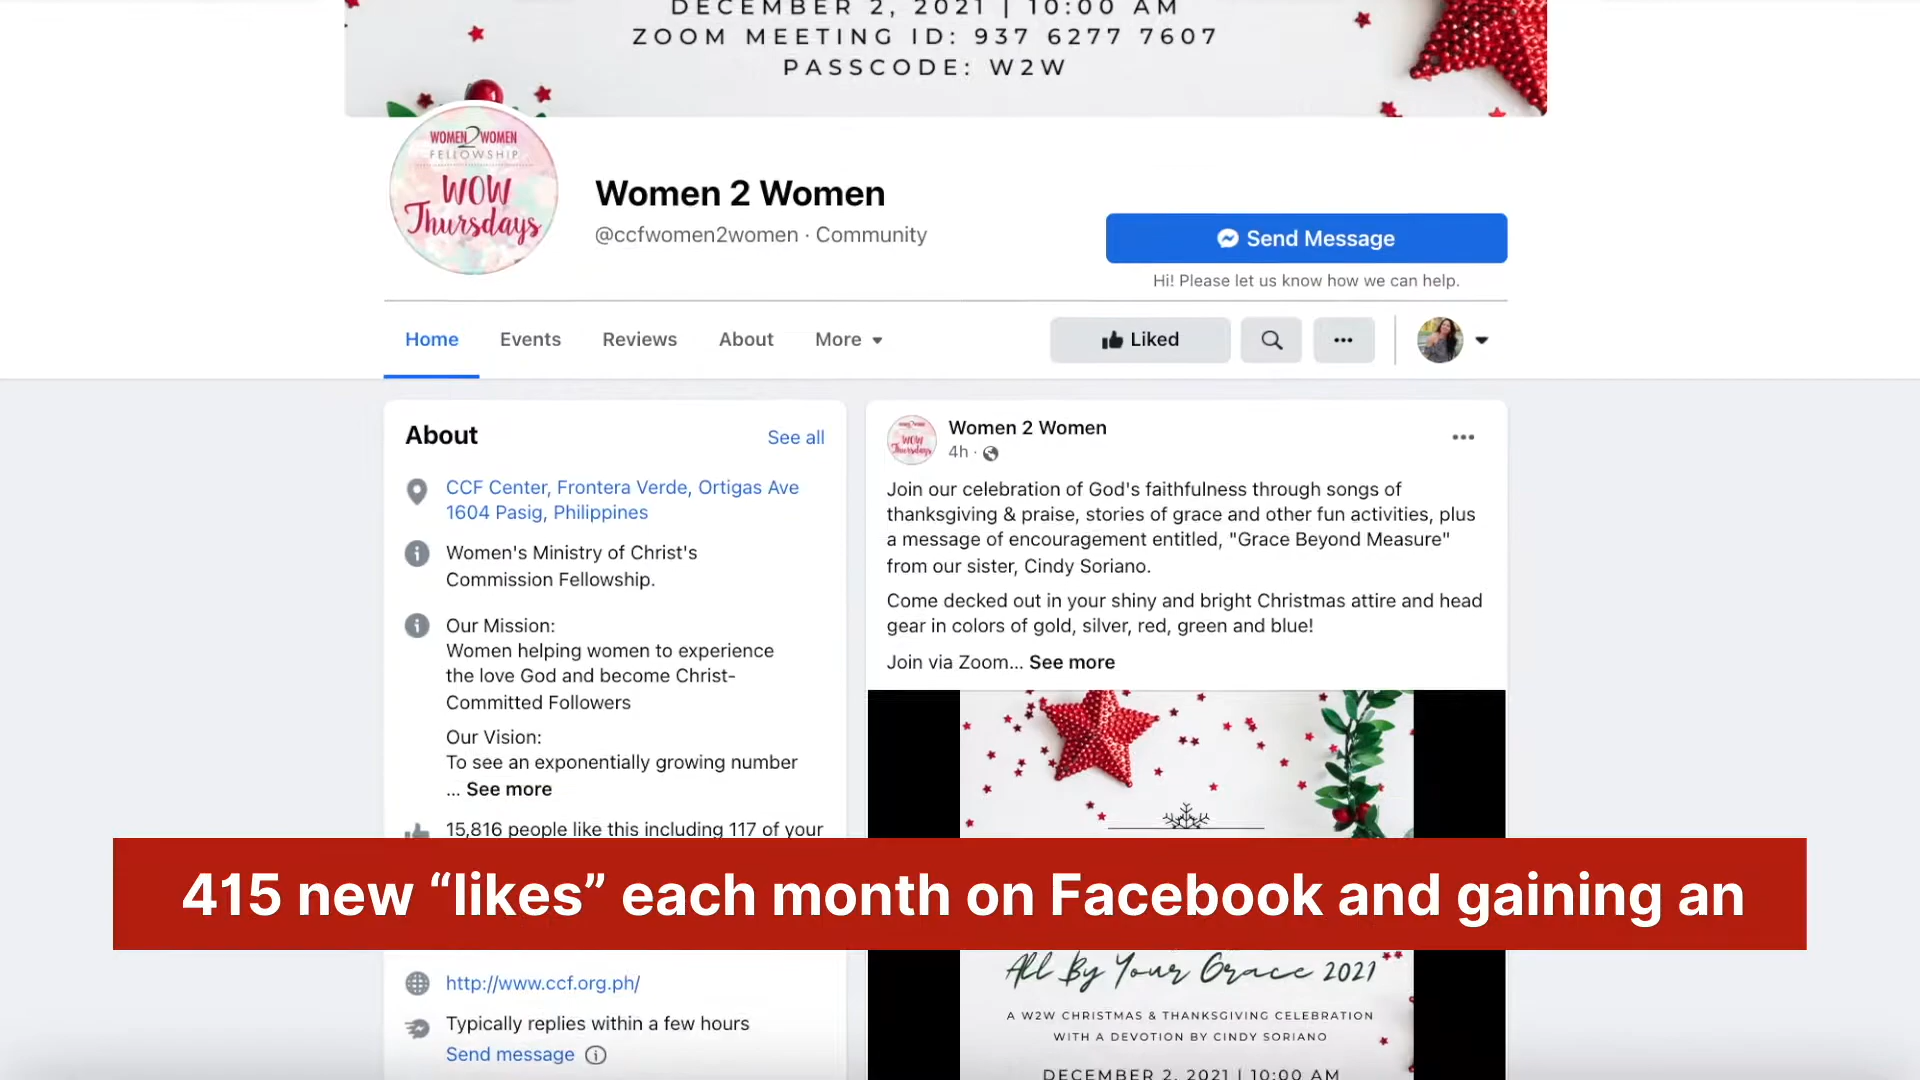 DECEMBER 2, 2021 | 10:00 AM
ZOOM MEETING ID: 937 6277 7607
PASSCODE: W2W
WOMEN2WOMEN
FELLOWSHIP
WOW
Thursdays
Women 2 Women
@ccfwomen2women · Community
Send Message
Hi! Please let us know how we can help.
Home Events Reviews About More
Liked
About
See all
CCF Center, Frontera Verde, Ortigas Ave
1604 Pasig, Philippines
Women's Ministry of Christ's
Commission Fellowship.
Our Mission:
Women helping women to experience
the love God and become Christ-
Committed Followers
Our Vision:
To see an exponentially growing number
... See more
15,816 people like this including 117 of your
http://www.ccf.org.ph/
Typically replies within a few hours
Send message
WOW
Thursdays
Women 2 Women
4h ·
Join our celebration of God's faithfulness through songs of
thanksgiving & praise, stories of grace and other fun activities, plus
a message of encouragement entitled, "Grace Beyond Measure"
from our sister, Cindy Soriano.
Come decked out in your shiny and bright Christmas attire and head
gear in colors of gold, silver, red, green and blue!
Join via Zoom... See more
415 new “likes” each month on Facebook and gaining an
All By Your Grace 2021
A W2W CHRISTMAS & THANKSGIVING CELEBRATION
WITH A DEVOTION BY CINDY SORIANO
DECEMBER 2, 2021 | 10:00 AM